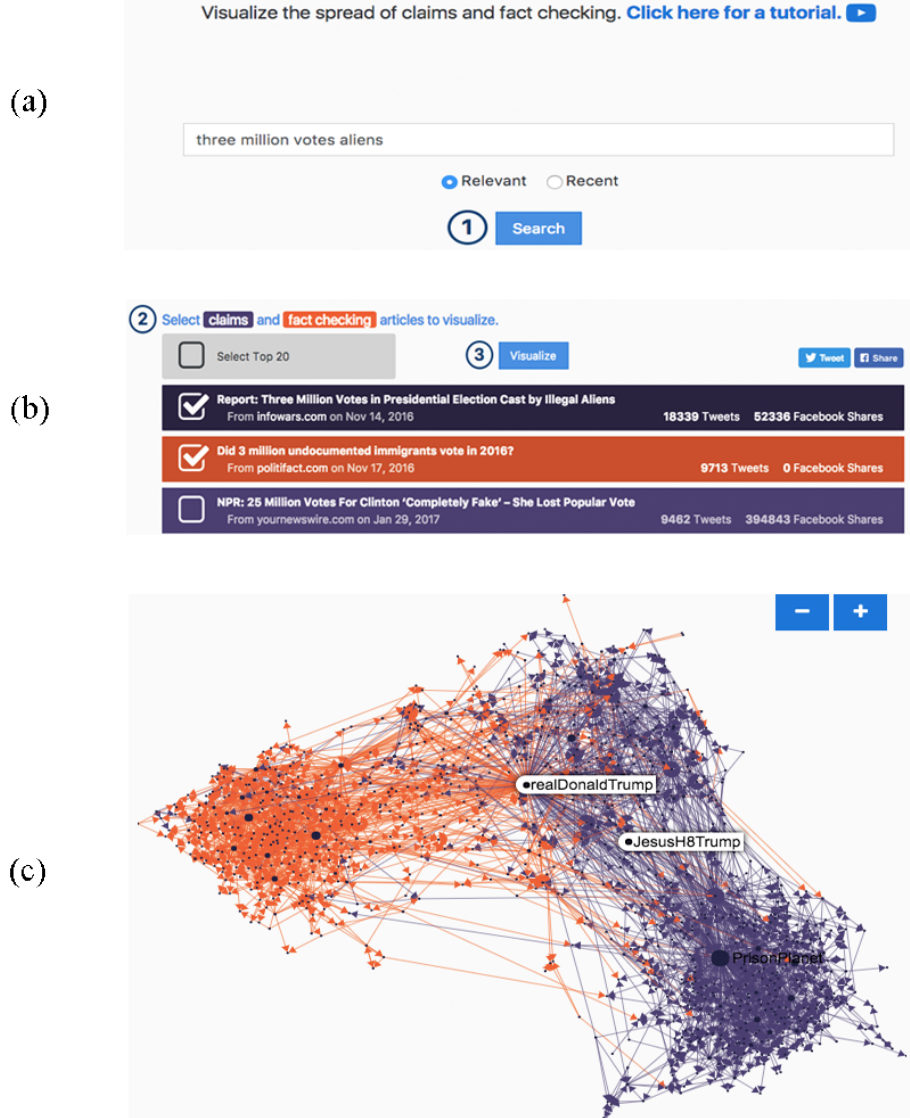 Visualize the spread of claims and fact checking. Click here for a tutorial.
(a)
three million votes aliens
Relevant Recent
1 Search
2 Select claims and fact checking articles to visualize.
Select Top 20 3 Visualize Tweet Share
(b)
Report: Three Million Votes in Presidential Election Cast by Illegal Aliens
From infowars.com on Nov 14, 2016 18339 Tweets 52336 Facebook Shares
Did 3 million undocumented immigrants vote in 2016?
From politifact.com on Nov 17, 2016 9713 Tweets 0 Facebook Shares
NPR: 25 Million Votes For Clinton ‘Completely Fake’ – She Lost Popular Vote
From yournewswire.com on Jan 29, 2017 9462 Tweets 394843 Facebook Shares
− +
realDonaldTrump
JesusH8Trump
(c)
PrisonPlanet